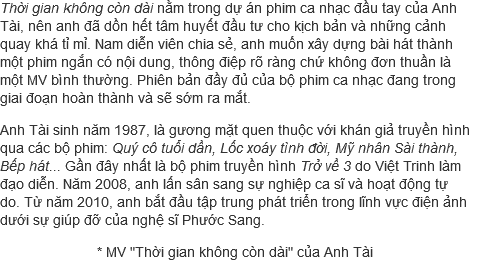 Thời gian không còn dài nằm trong dự án phim ca nhạc đầu tay của Anh
Tài, nên anh đã dồn hết tâm huyết đầu tư cho kịch bản và những cảnh
quay khá tỉ mỉ. Nam diễn viên chia sẻ, anh muốn xây dựng bài hát thành
một phim ngắn có nội dung, thông điệp rõ ràng chứ không đơn thuần là
một MV bình thường. Phiên bản đầy đủ của bộ phim ca nhạc đang trong
giai đoạn hoàn thành và sẽ sớm ra mắt.
Anh Tài sinh năm 1987, là gương mặt quen thuộc với khán giả truyền hình
qua các bộ phim: Quý cô tuổi dần, Lốc xoáy tình đời, Mỹ nhân Sài thành,
Bếp hát... Gần đây nhất là bộ phim truyền hình Trở về 3 do Việt Trinh làm
đạo diễn. Năm 2008, anh lấn sân sang sự nghiệp ca sĩ và hoạt động tự
do. Từ năm 2010, anh bắt đầu tập trung phát triển trong lĩnh vực điện ảnh
dưới sự giúp đỡ của nghệ sĩ Phước Sang.
* MV "Thời gian không còn dài" của Anh Tài